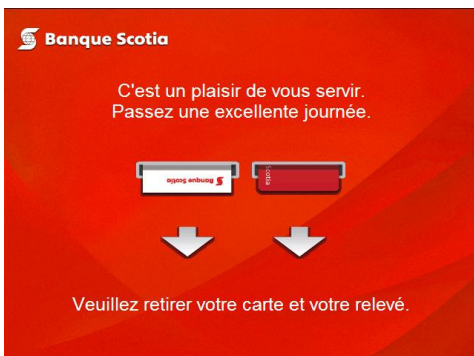 Banque Scotia
C'est un plaisir de vous servir.
Passez une excellente journée.
Banque Scotia
Scotia
Veuillez retirer votre carte et votre relevé.